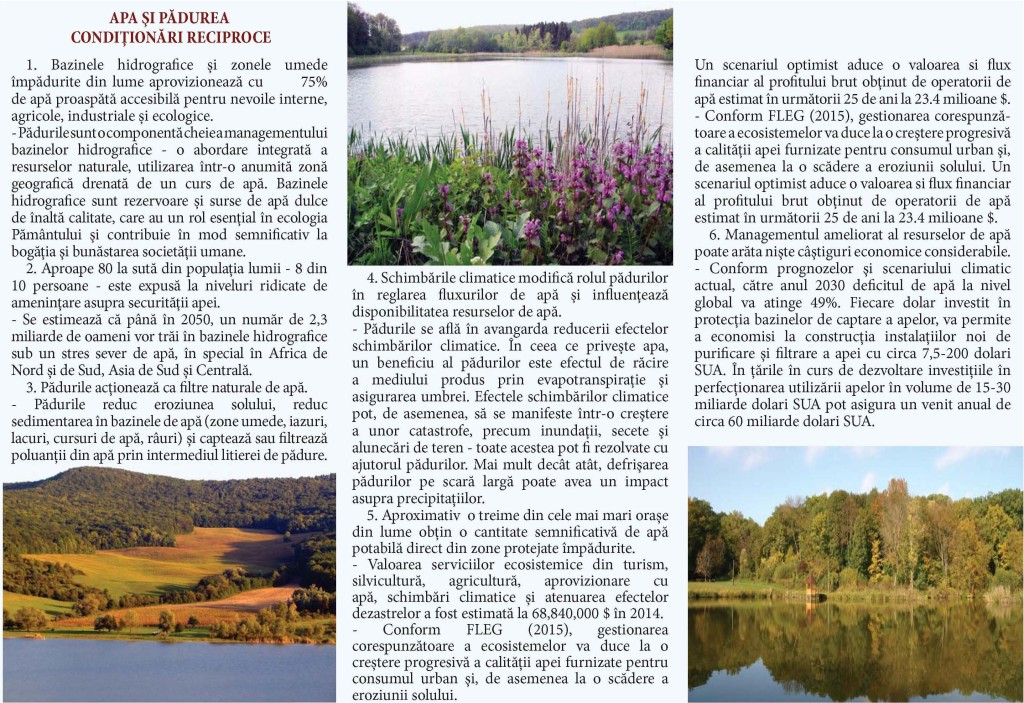 APA ȘI PĂDUREA
CONDIȚIONĂRI RECIPROCE
1. Bazinele hidrografice și zonele umede
împădurite din lume aprovizionează cu 75%
de apă proaspătă accesibilă pentru nevoile interne,
agricole, industriale și ecologice.
- Pădurile sunt o componentă cheie a managementului
bazinelor hidrografice - o abordare integrată a
resurselor naturale, utilizarea într-o anumită zonă
geografică drenată de un curs de apă. Bazinele
hidrografice sunt rezervoare și surse de apă dulce
de înaltă calitate, care au un rol esențial în ecologia
Pământului și contribuie în mod semnificativ la
bogăția și bunăstarea societății umane.
2. Aproape 80 la sută din populația lumii - 8 din
10 persoane - este expusă la niveluri ridicate de
amenințare asupra securității apei.
- Se estimează că până în 2050, un număr de 2,3
miliarde de oameni vor trăi în bazinele hidrografice
sub un stres sever de apă, în special în Africa de
Nord și de Sud, Asia de Sud și Centrală.
3. Pădurile acționează ca filtre naturale de apă.
- Pădurile reduc eroziunea solului, reduc
sedimentarea în bazinele de apă (zone umede, iazuri,
lacuri, cursuri de apă, râuri) și captează sau filtrează
poluanții din apă prin intermediul litierei de pădure.
4. Schimbările climatice modifică rolul pădurilor
în reglarea fluxurilor de apă și influențează
disponibilitatea resurselor de apă.
- Pădurile se află în avangarda reducerii efectelor
schimbărilor climatice. În ceea ce privește apa,
un beneficiu al pădurilor este efectul de răcire
a mediului produs prin evapotranspirație și
asigurarea umbrei. Efectele schimbărilor climatice
pot, de asemenea, să se manifeste într-o creștere
a unor catastrofe, precum inundații, secete și
alunecări de teren - toate acestea pot fi rezolvate cu
ajutorul pădurilor. Mai mult decât atât, defrișarea
pădurilor pe scară largă poate avea un impact
asupra precipitațiilor.
5. Aproximativ o treime din cele mai mari orașe
din lume obțin o cantitate semnificativă de apă
potabilă direct din zone protejate împădurite.
- Valoarea serviciilor ecosistemice din turism,
silvicultură, agricultură, aprovizionare cu
apă, schimbări climatice și atenuarea efectelor
dezastrelor a fost estimată la 68,840,000 $ în 2014.
- Conform FLEG (2015), gestionarea
corespunzătoare a ecosistemelor va duce la o
creștere progresivă a calității apei furnizate pentru
consumul urban și, de asemenea la o scădere a
eroziunii solului.
Un scenariul optimist aduce o valoarea si flux
financiar al profitului brut obținut de operatorii de
apă estimat în următorii 25 de ani la 23.4 milioane $.
- Conform FLEG (2015), gestionarea corespunză-
toare a ecosistemelor va duce la o creștere progresivă
a calității apei furnizate pentru consumul urban și,
de asemenea la o scădere a eroziunii solului. Un
scenariul optimist aduce o valoarea si flux financiar
al profitului brut obținut de operatorii de apă
estimat în următorii 25 de ani la 23.4 milioane $.
6. Managementul ameliorat al resurselor de apă
poate arăta niște câștiguri economice considerabile.
- Conform prognozelor și scenariului climatic
actual, către anul 2030 deficitul de apă la nivel
global va atinge 49%. Fiecare dolar investit în
protecția bazinelor de captare a apelor, va permite
a economisi la construcția instalațiilor noi de
purificare și filtrare a apei cu circa 7,5-200 dolari
SUA. În țările în curs de dezvoltare investițiile în
perfecționarea utilizării apelor în volume de 15-30
miliarde dolari SUA pot asigura un venit anual de
circa 60 miliarde dolari SUA.